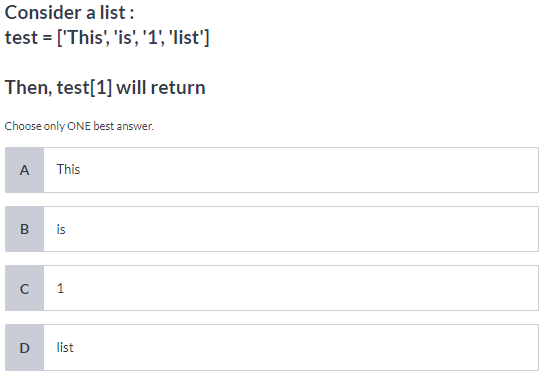 Consider a list :
test = ['This', 'is', '1', 'list']
Then, test[1] will return
Choose only ONE best answer.
A This
B is
C 1
D list